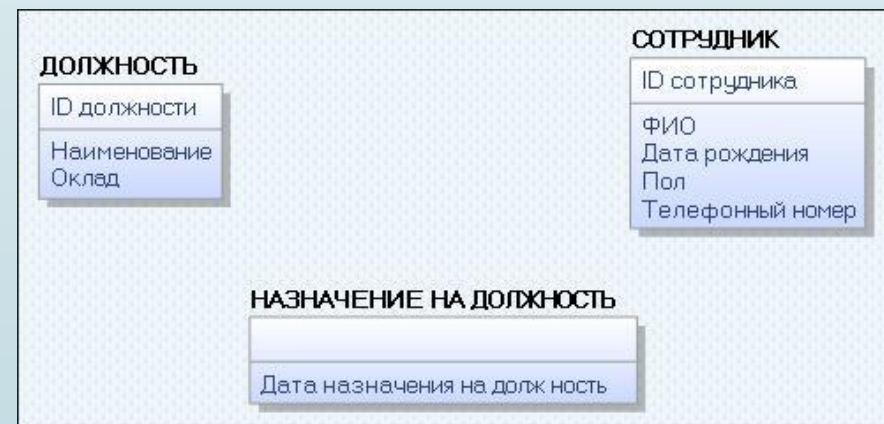 ДОЛЖНОСТЬ
ID должности
Наименование
Оклад
СОТРУДНИК
ID сотрудника
ФИО
Дата рождения
Пол
Телефонный номер
НАЗНАЧЕНИЕ НА ДОЛЖНОСТЬ
Дата назначения на долж ность